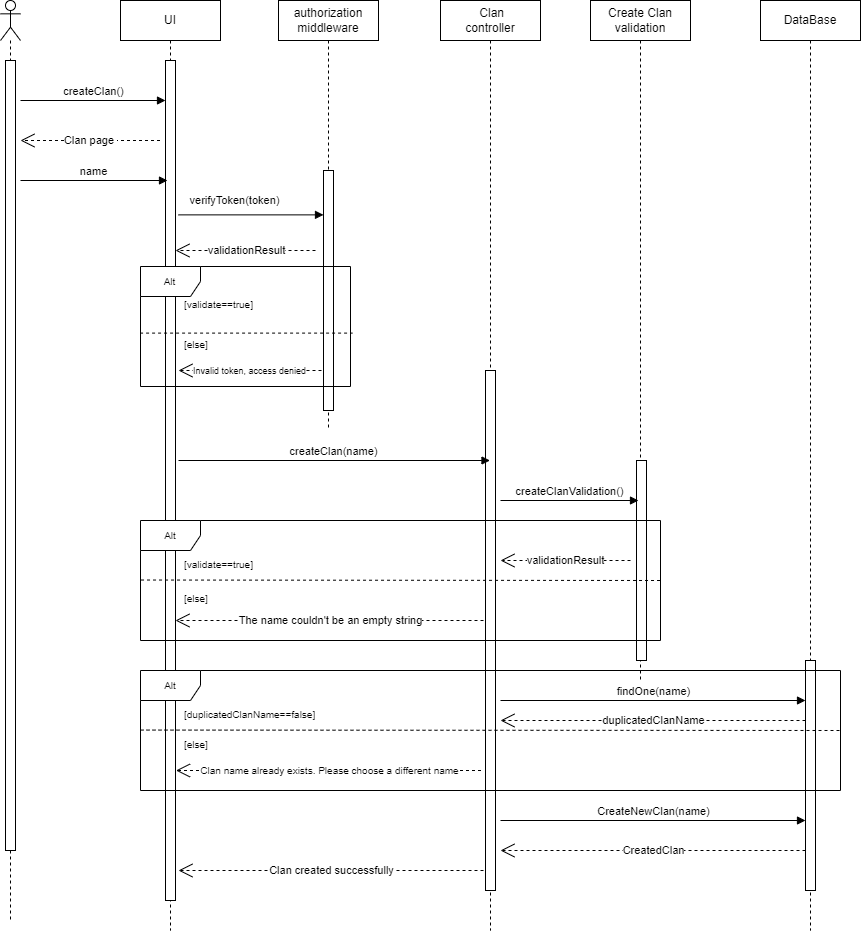 UI
authorization
middleware
Clan
controller
Create Clan
validation
DataBase
createClan()
Clan page
name
verifyToken(token)
validationResult
Alt
[validate==true]
[else]
Invalid token, access denied
createClan(name)
createClanValidation()
Alt
validationResult
[validate==true]
[else]
The name couldn't be an empty string
Alt
findOne(name)
[duplicatedClanName==false]
duplicatedClanName
[else]
Clan name already exists. Please choose a different name
CreateNewClan(name)
CreatedClan
Clan created successfully